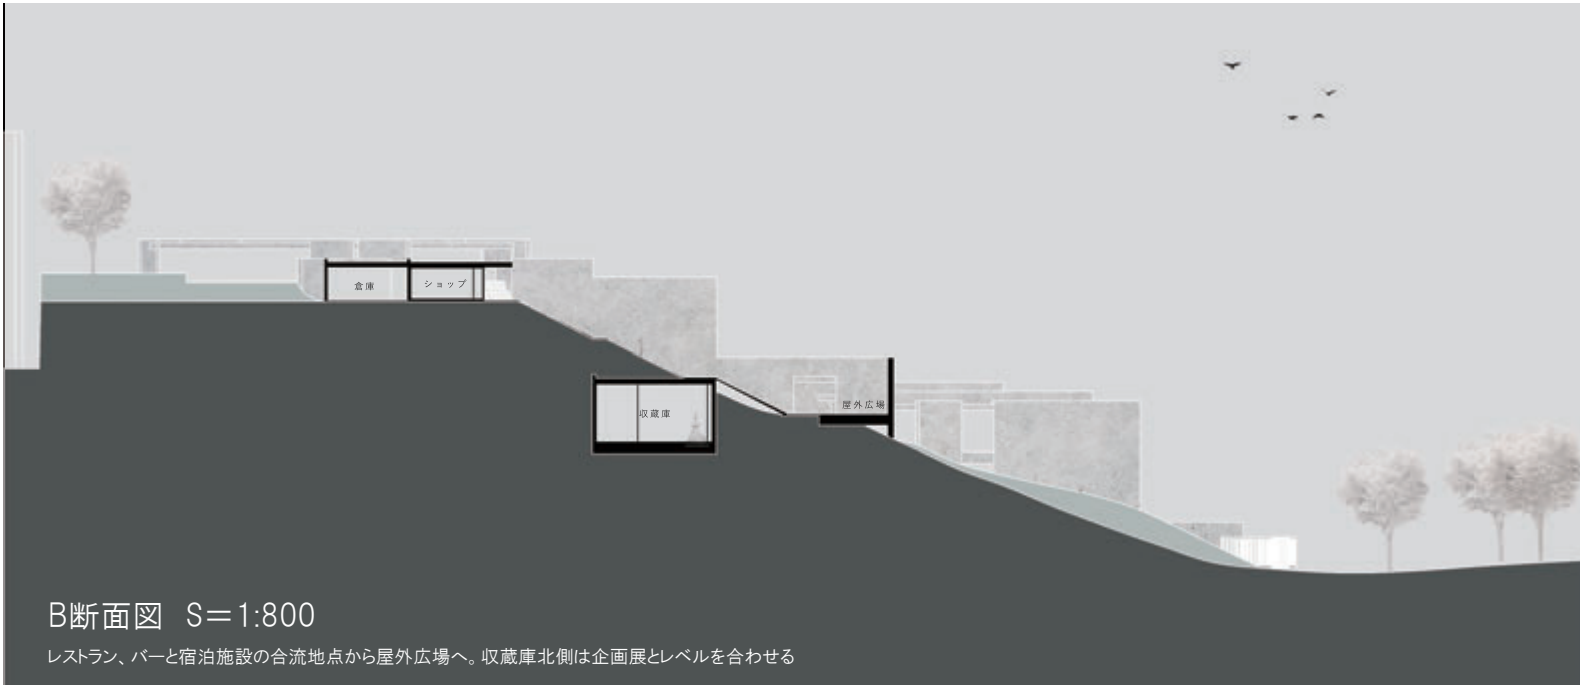 倉庫
ショップ
収蔵庫
屋外広場
B断面図 S=1:800
レストラン、バーと宿泊施設の合流地点から屋外広場へ。収蔵庫北側は企画展とレベルを合わせる